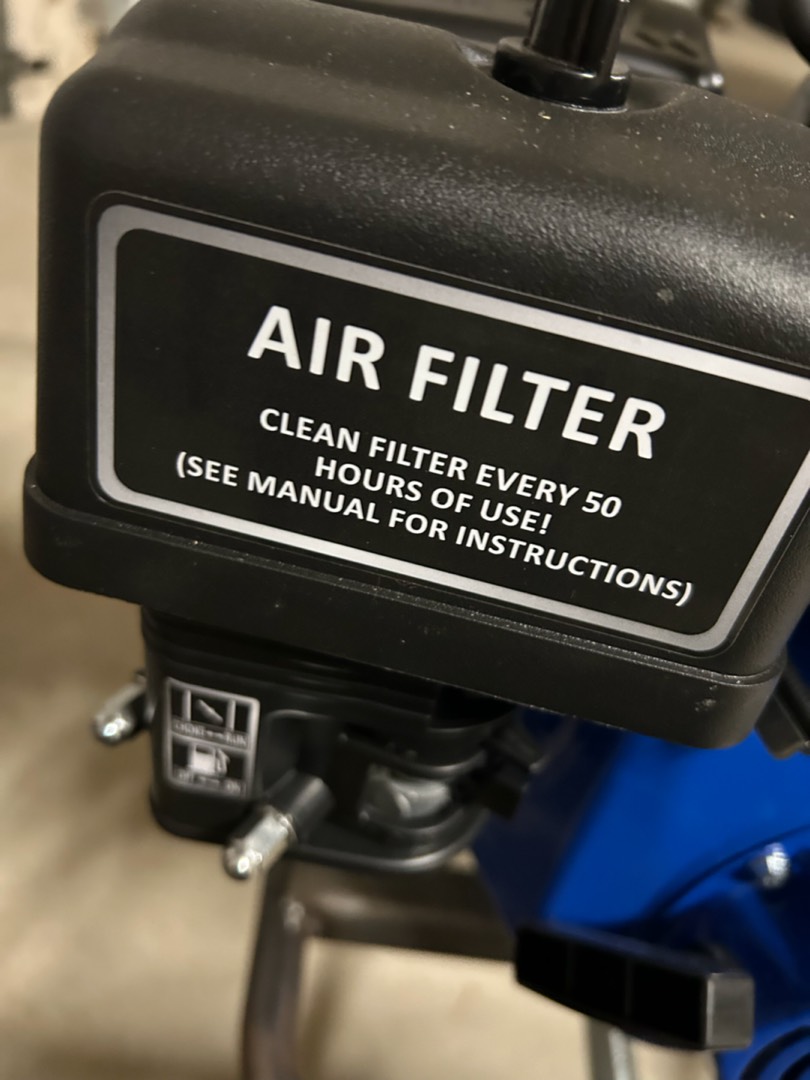 AIR FILTER
CLEAN FILTER EVERY 50
HOURS OF USE!
(SEE MANUAL FOR INSTRUCTIONS)